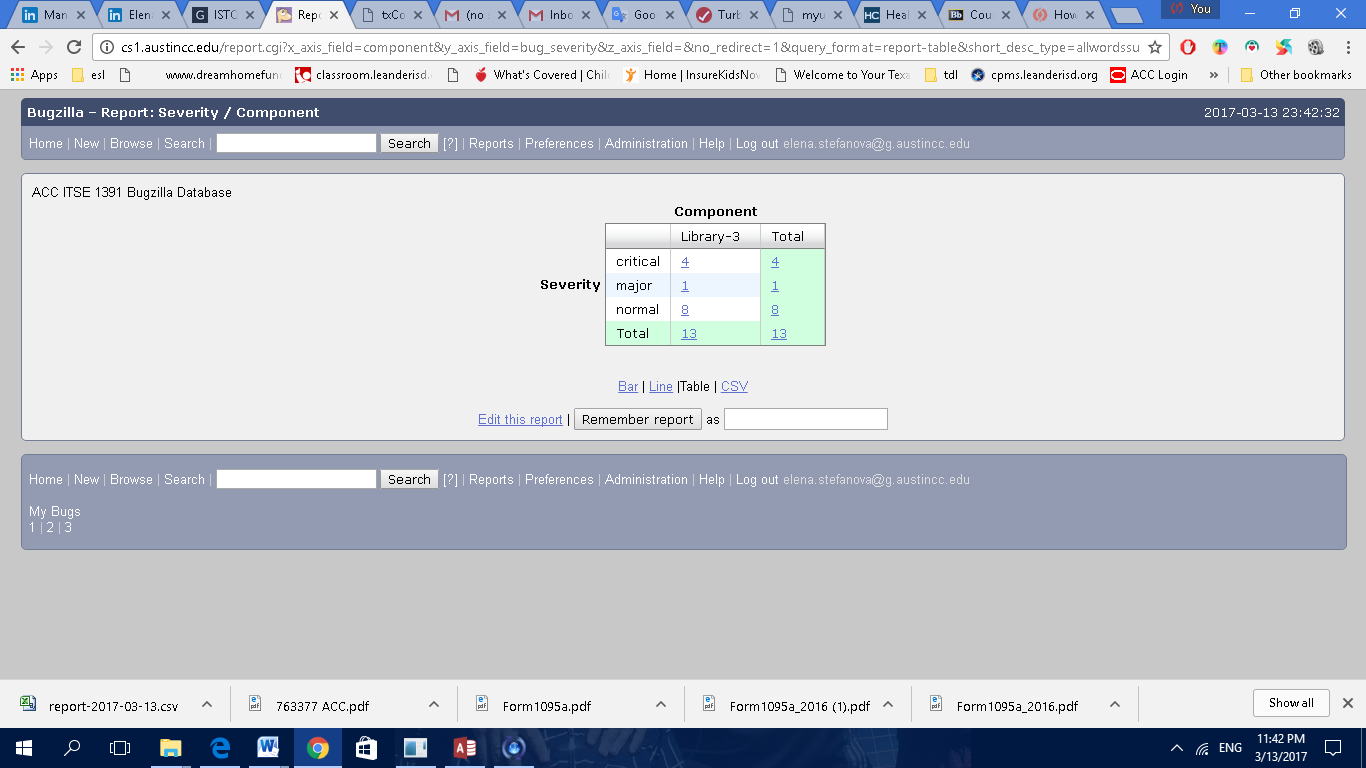 Man
Elen
ISTC
Repo
txCo
(no
Inbo
Goo
Turb
myu
Heal
Cou
How
You
cs1.austincc.edu/report.cgi?x_axis_field=component&y_axis_field=bug_severity&z_axis_field=&no_redirect=1&query_format=report-table&short_desc_type=allwordssu
Apps esl www.dreamhomefun classroom.leanderisd. What's Covered | Chil Home | InsureKidsNov Welcome to Your Texa tdl cpms.leanderisd.org ACC Login » Other bookmarks
Bugzilla – Report: Severity / Component 2017-03-13 23:42:32
Home | New | Browse | Search | Search [?] | Reports | Preferences | Administration | Help | Log out elena.stefanova@g.austincc.edu
ACC ITSE 1391 Bugzilla Database
Component
Library-3 Total
critical 4 4
Severity
major 1 1
normal 8 8
Total 13 13
Bar | Line |Table | CSV
Edit this report | Remember report as
Home | New | Browse | Search | Search [?] | Reports | Preferences | Administration | Help | Log out elena.stefanova@g.austincc.edu
My Bugs
1 | 2 | 3
report-2017-03-13.csv 763377 ACC.pdf Form1095a.pdf Form1095a_2016 (1).pdf Form1095a_2016.pdf Show all
ENG 11:42 PM
3/13/2017